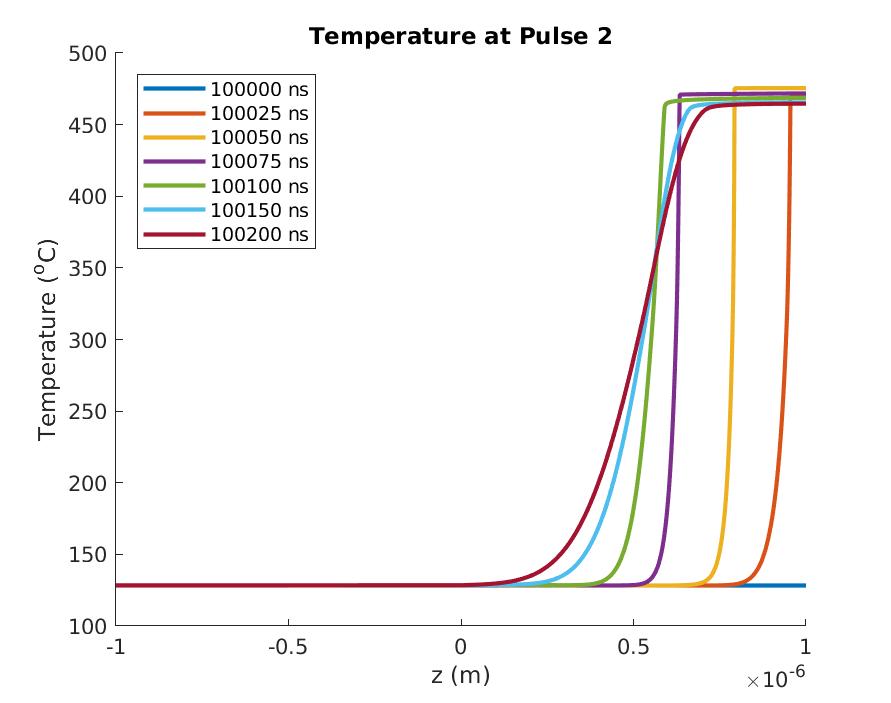 Temperature at Pulse 2
500
450
400
350
300
250
200
150
100
Temperature (°C)
100000 ns
100025 ns
100050 ns
100075 ns
100100 ns
100150 ns
100200 ns
-1
-0.5
0
0.5
1
z (m)
×10⁻⁶